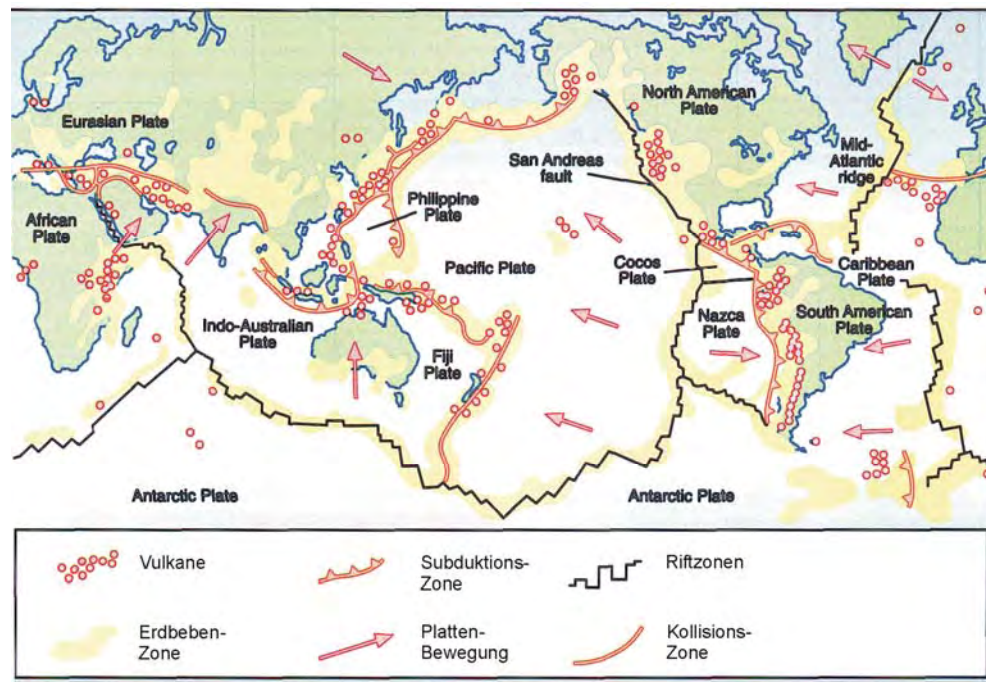 Eurasian Plate
African
Plate
Indo-Australian
Plate
Philippine
Plate
Pacific Plate
Fiji
Plate
San Andreas
fault
North American
Plate
Mid-
Atlantic
ridge
Cocos
Plate
Caribbean
Plate
Nazca
Plate
South American
Plate
Antarctic Plate
Antarctic Plate
Vulkane
Subduktions-
Zone
Riftzonen
Erdbeben-
Zone
Platten-
Bewegung
Kollisions-
Zone